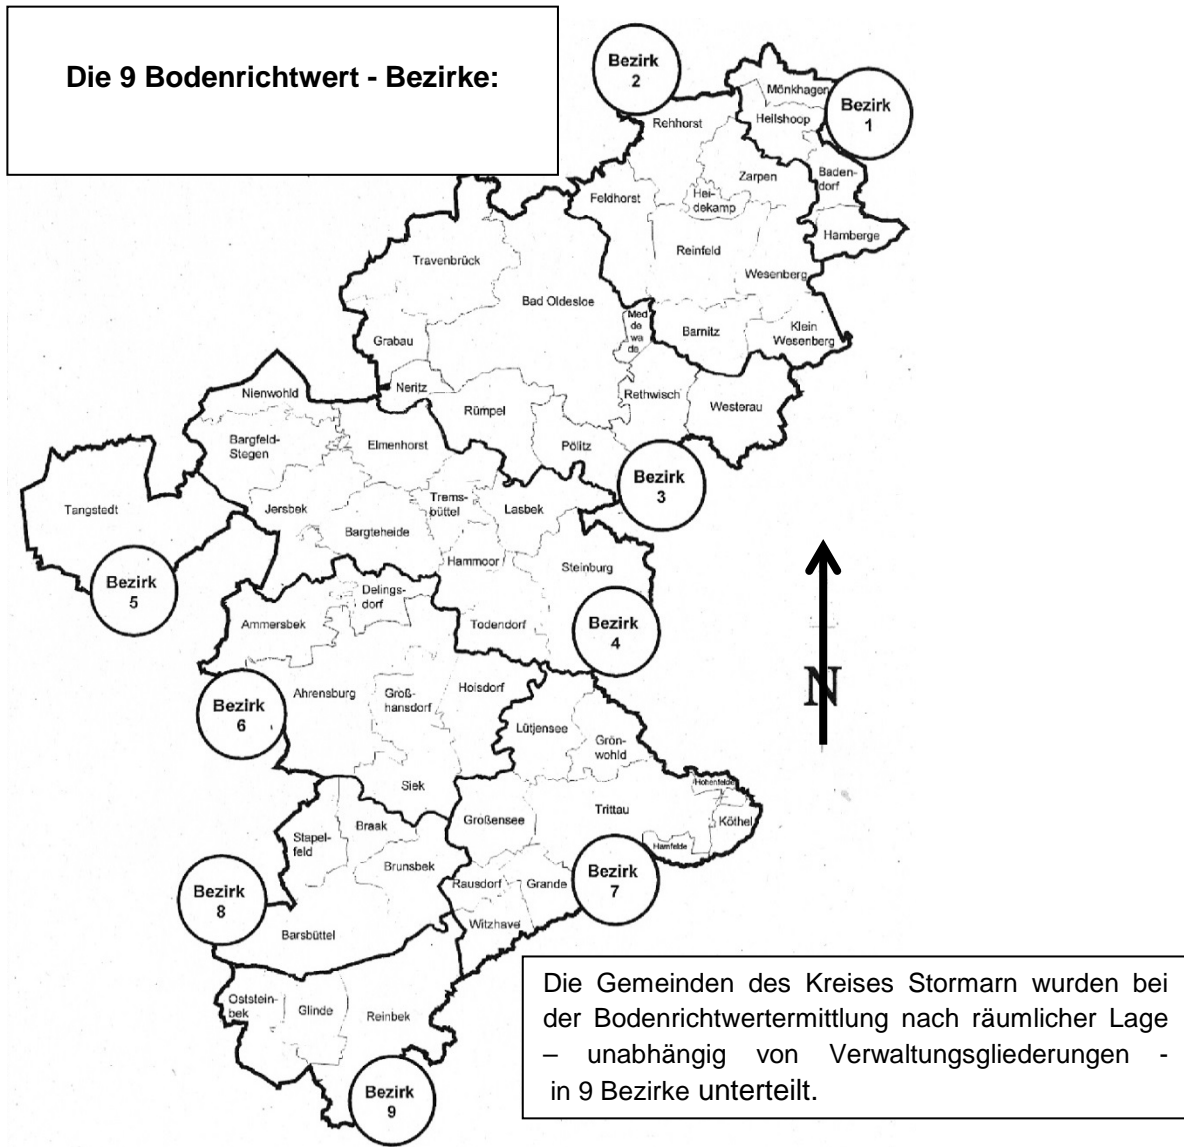 Die 9 Bodenrichtwert - Bezirke:
Bezirk
2
Bezirk
1
Mönkhagen
Heilshoop
Rehhorst
Zarpen
Baden-
dorf
Feldhorst
Hei-
dekamp
Hamberge
Reinfeld
Wesenberg
Travenbrück
Bad Oldesloe
Med
de
wa
de
Barnitz
Klein
Wesenberg
Grabau
Neritz
Nienwohld
Rethwisch
Westerau
Rümpel
Bargfeld-
Stegen
Elmenhorst
Pölitz
Bezirk
3
Tangstedt
Jersbek
Trems-
büttel
Lasbek
Bargteheide
Hammoor
Steinburg
Bezirk
5
Delings-
dorf
Ammersbek
Todendorf
Bezirk
4
Ahrensburg
Groß-
hansdorf
Hoisdorf
Bezirk
6
Lütjensee
Grön-
wohld
Siek
Hohenfelde
Großensee
Trittau
Köthel
Stapel-
feld
Braak
Hamfelde
Brunsbek
Rausdorf
Grande
Bezirk
7
Bezirk
8
Witzhave
Barsbüttel
Oststein-
bek
Glinde
Reinbek
Bezirk
9
N
Die Gemeinden des Kreises Stormarn wurden bei
der Bodenrichtwertermittlung nach räumlicher Lage
– unabhängig von Verwaltungsgliederungen -
in 9 Bezirke unterteilt.